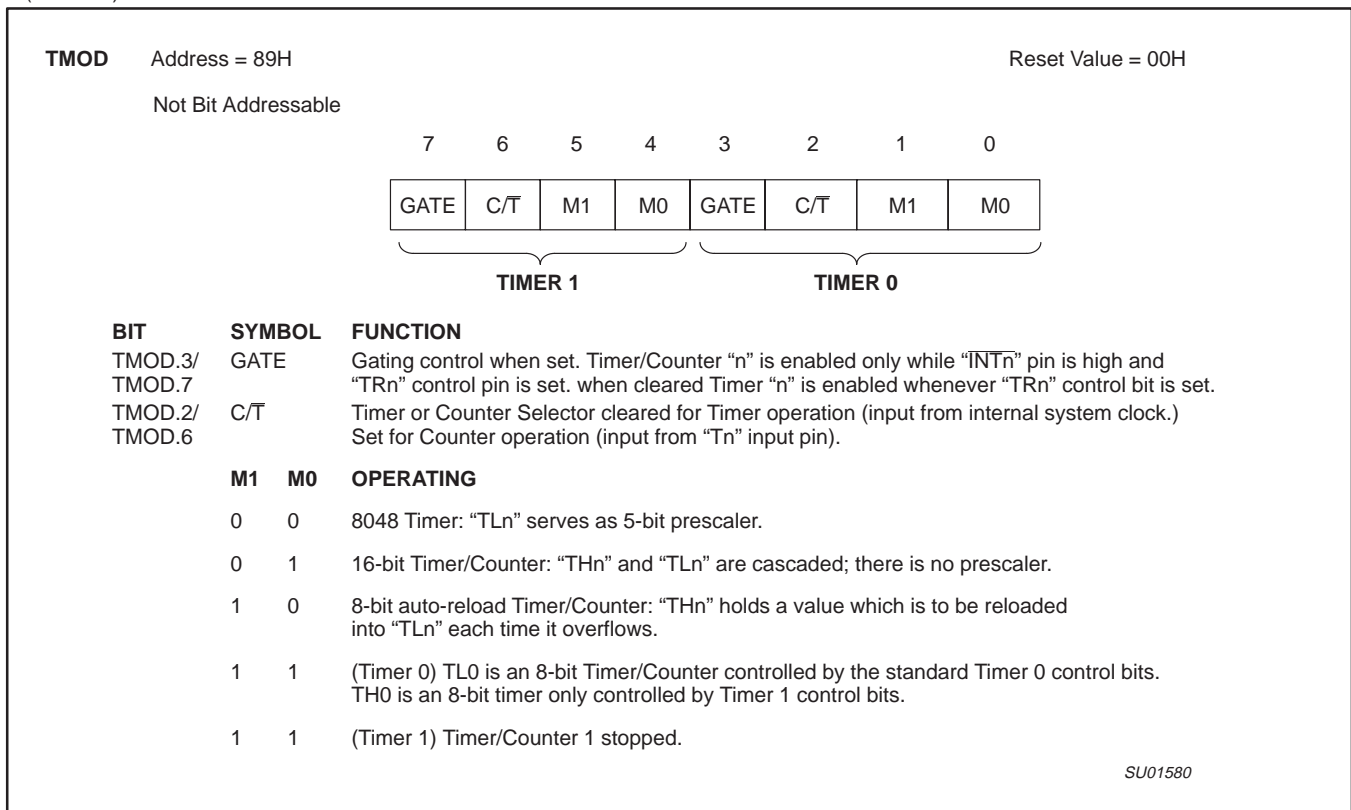 TMOD Address = 89H Reset Value = 00H
Not Bit Addressable
7 6 5 4 3 2 1 0
GATE C/T̅ M1 M0 GATE C/T̅ M1 M0
TIMER 1 TIMER 0
BIT SYMBOL FUNCTION
TMOD.3/ GATE Gating control when set. Timer/Counter “n” is enabled only while “I̅N̅T̅n̅” pin is high and
TMOD.7 “TRn” control pin is set. when cleared Timer “n” is enabled whenever “TRn” control bit is set.
TMOD.2/ C/T̅ Timer or Counter Selector cleared for Timer operation (input from internal system clock.)
TMOD.6 Set for Counter operation (input from “Tn” input pin).
M1 M0 OPERATING
0 0 8048 Timer: “TLn” serves as 5-bit prescaler.
0 1 16-bit Timer/Counter: “THn” and “TLn” are cascaded; there is no prescaler.
1 0 8-bit auto-reload Timer/Counter: “THn” holds a value which is to be reloaded
into “TLn” each time it overflows.
1 1 (Timer 0) TL0 is an 8-bit Timer/Counter controlled by the standard Timer 0 control bits.
TH0 is an 8-bit timer only controlled by Timer 1 control bits.
1 1 (Timer 1) Timer/Counter 1 stopped.
SU01580